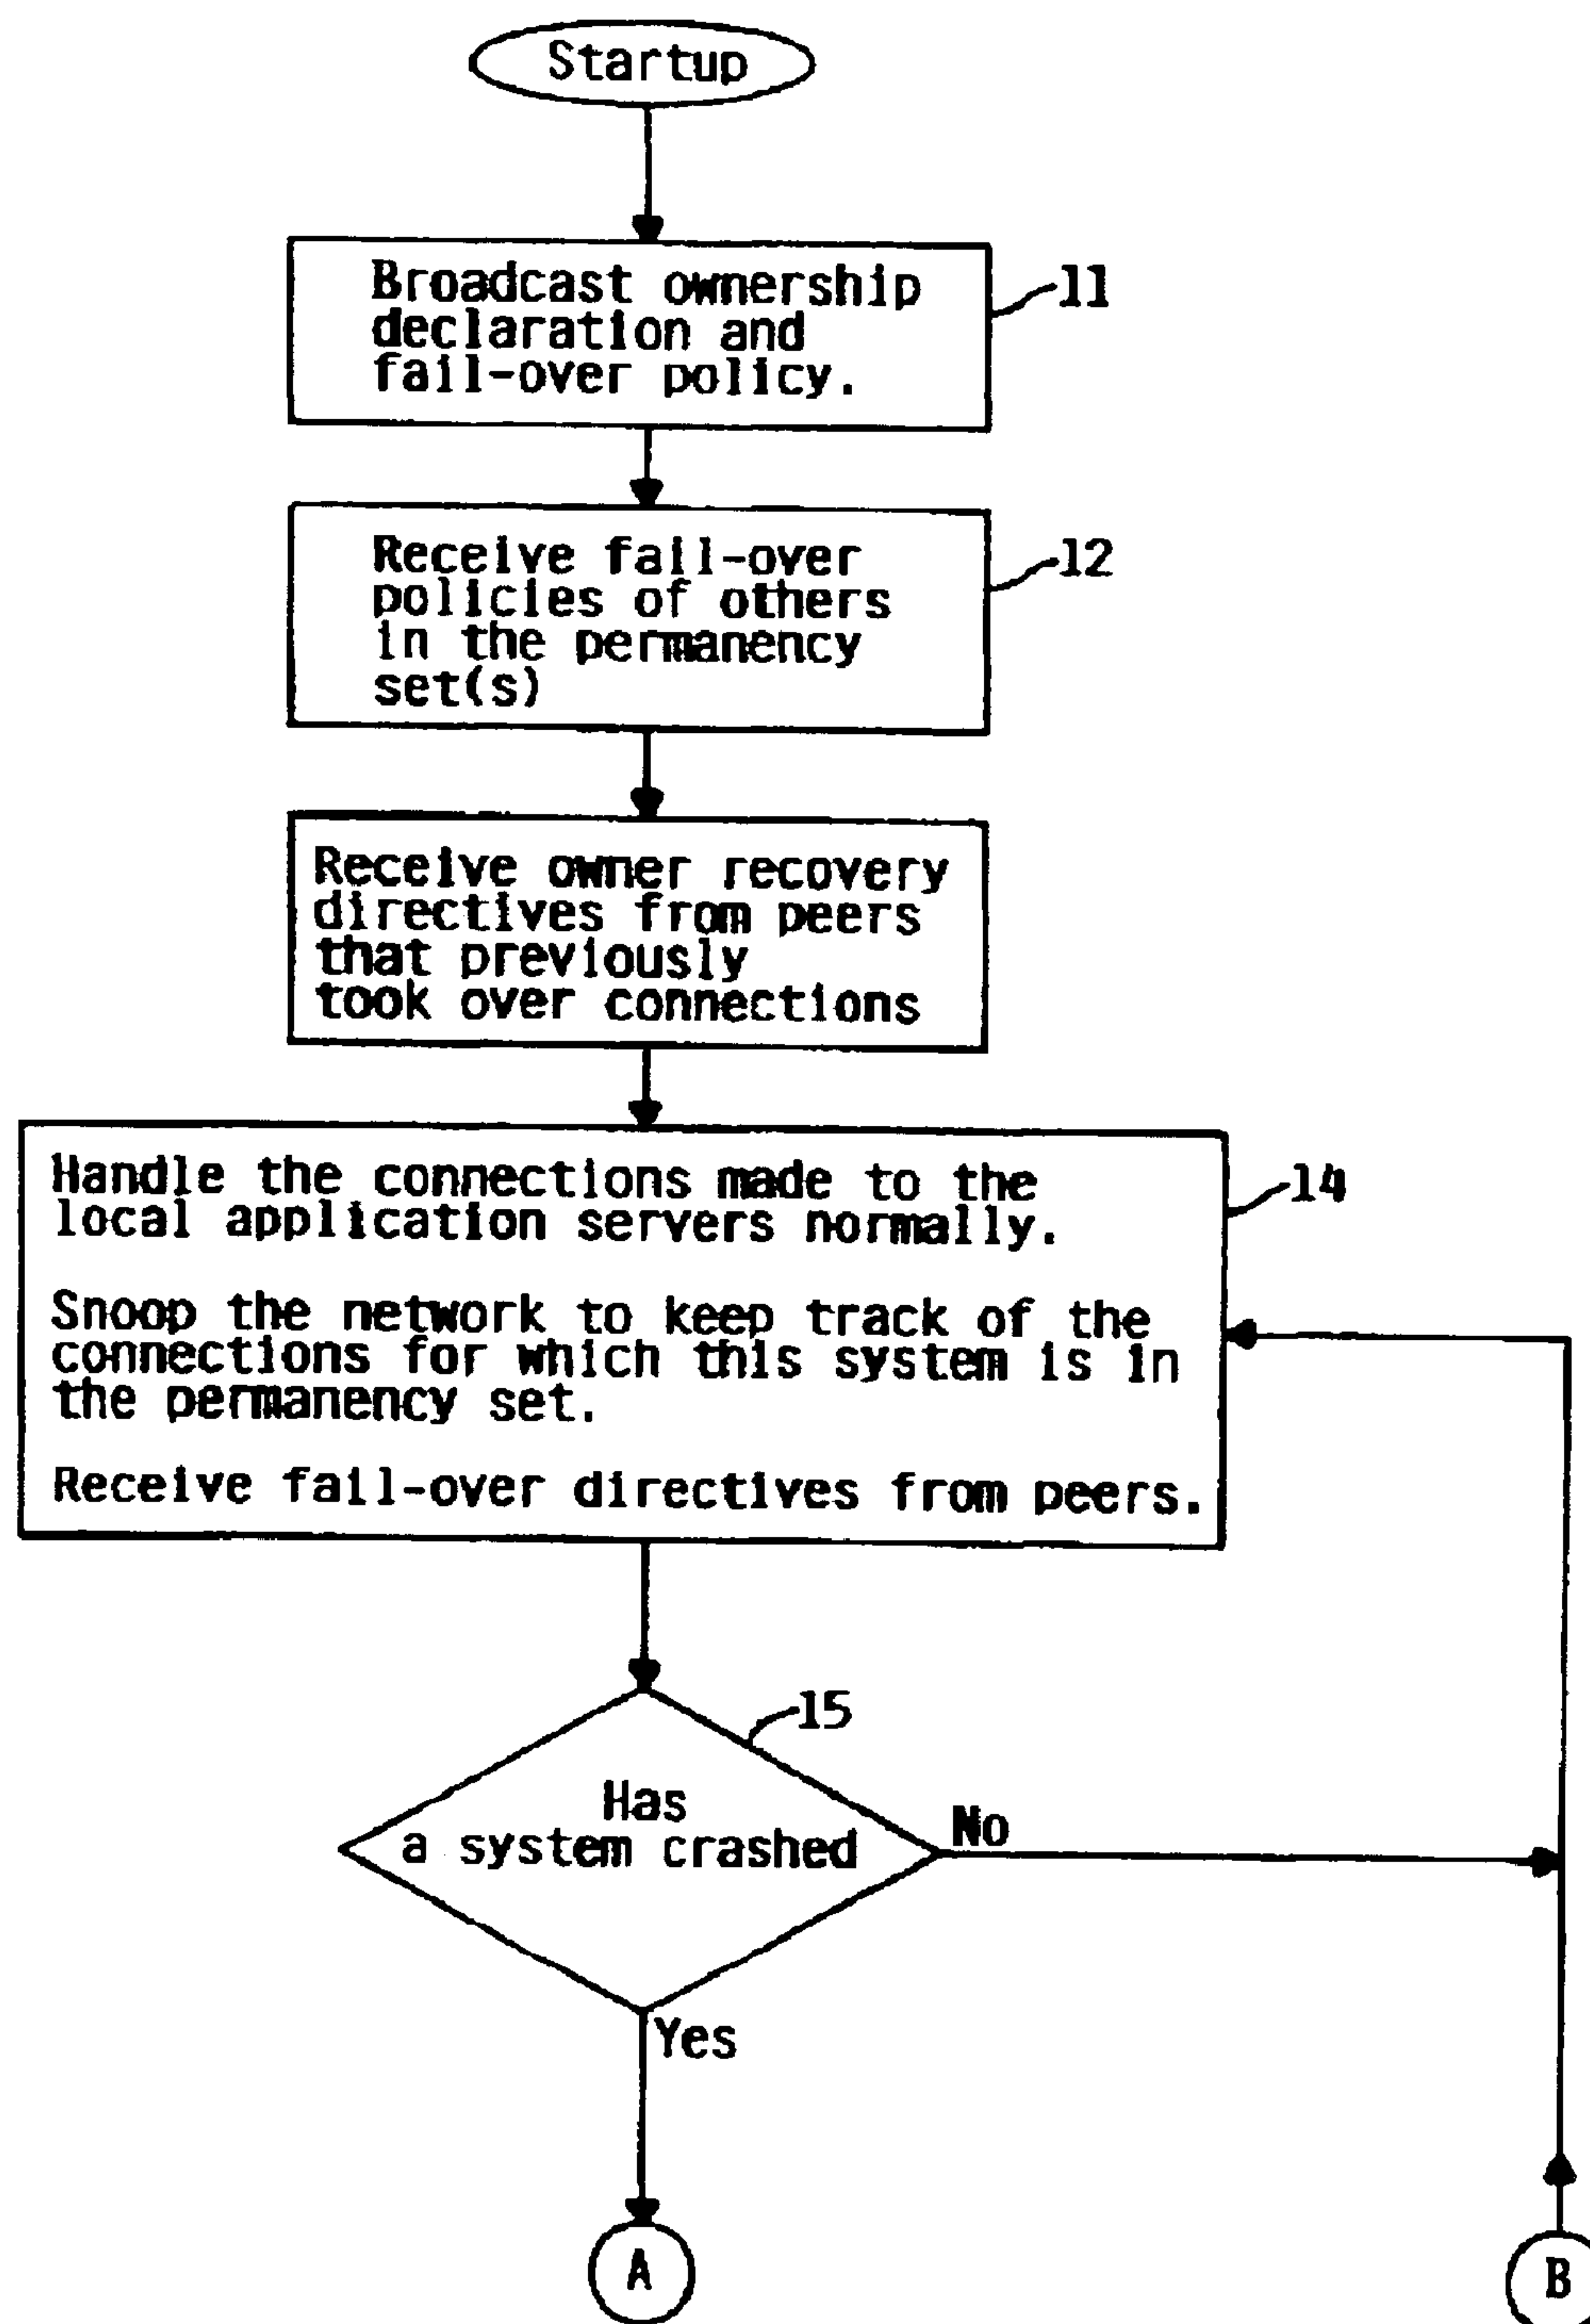 Startup
Broadcast ownership
declaration and
fail-over policy.
11
Receive fail-over
policies of others
in the permanency
set(s)
12
Receive owner recovery
directives from peers
that previously
took over connections
Handle the connections made to the
local application servers normally.
14
Snoop the network to keep track of the
connections for which this system is in
the permanency set.
Receive fail-over directives from peers.
15
Has
a system crashed
No
Yes
A
B